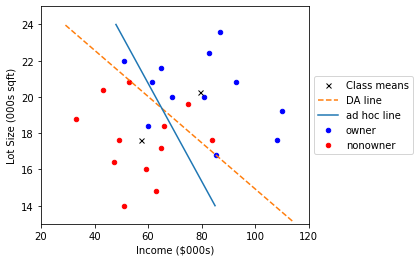 Lot Size (000s sqft)
24
22
20
18
16
14
20
40
60
80
100
120
Income ($000s)
Class means
DA line
ad hoc line
owner
nonowner